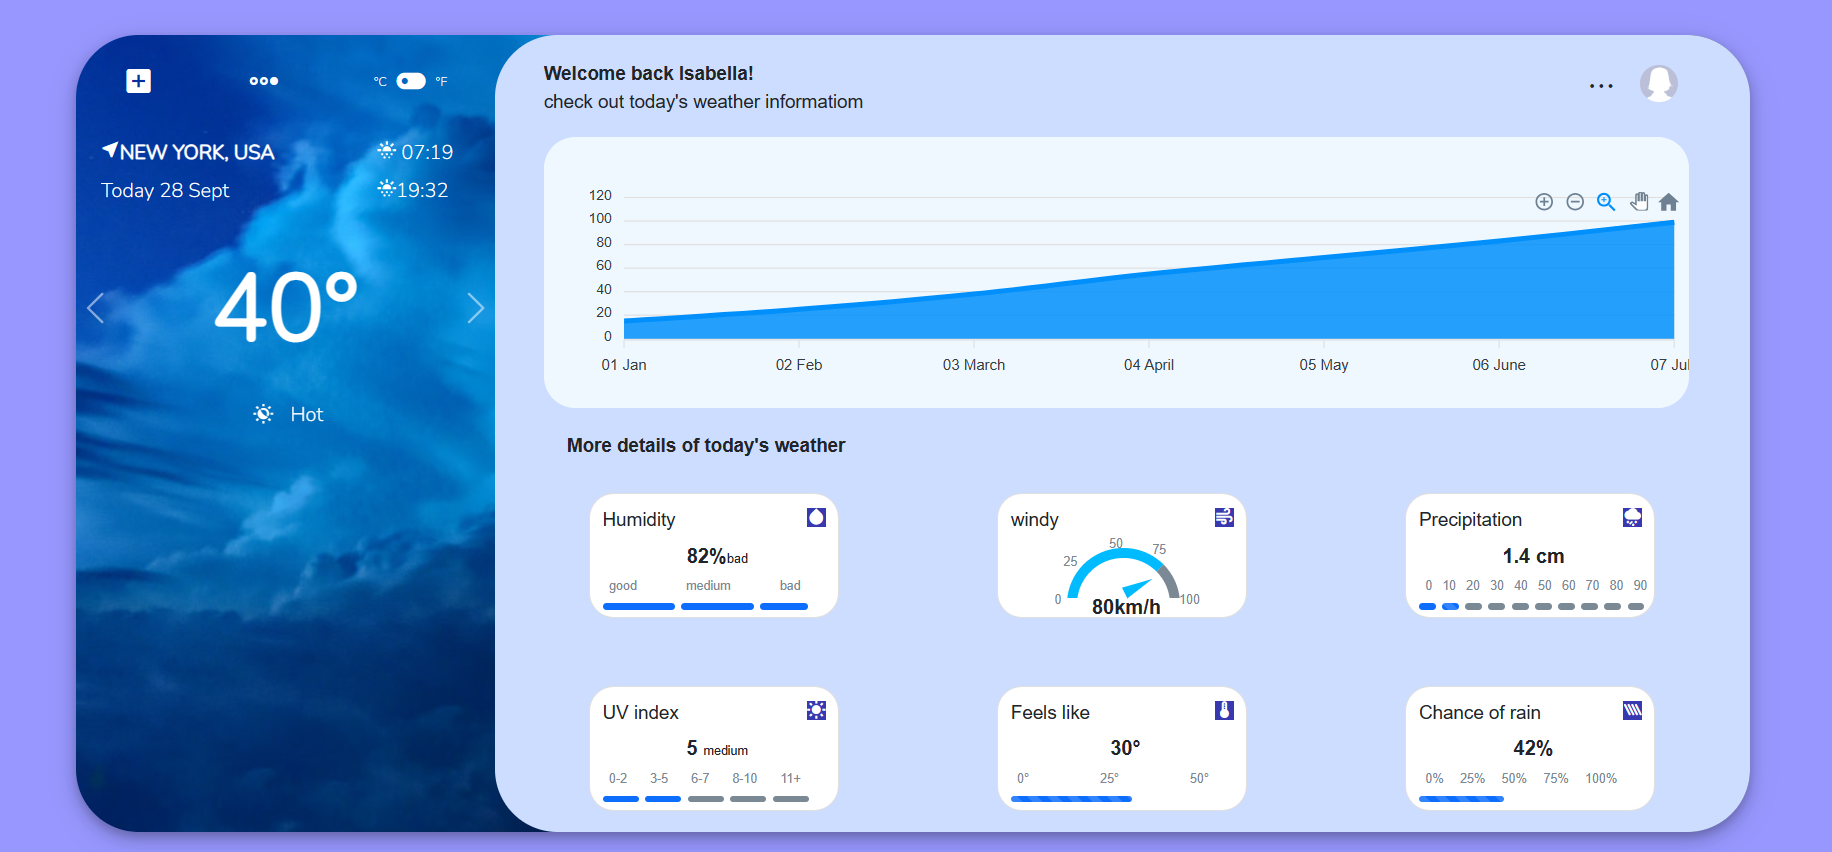 °C °F
NEW YORK, USA 07:19
Today 28 Sept 19:32
40°
Hot
Welcome back Isabella!
check out today's weather informatiom
120
100
80
60
40
20
0
01 Jan 02 Feb 03 March 04 April 05 May 06 June 07 Jul
More details of today's weather
Humidity
82%bad
good medium bad
windy
0 25 50 75 100
80km/h
Precipitation
1.4 cm
0 10 20 30 40 50 60 70 80 90
UV index
5 medium
0-2 3-5 6-7 8-10 11+
Feels like
30°
0° 25° 50°
Chance of rain
42%
0% 25% 50% 75% 100%